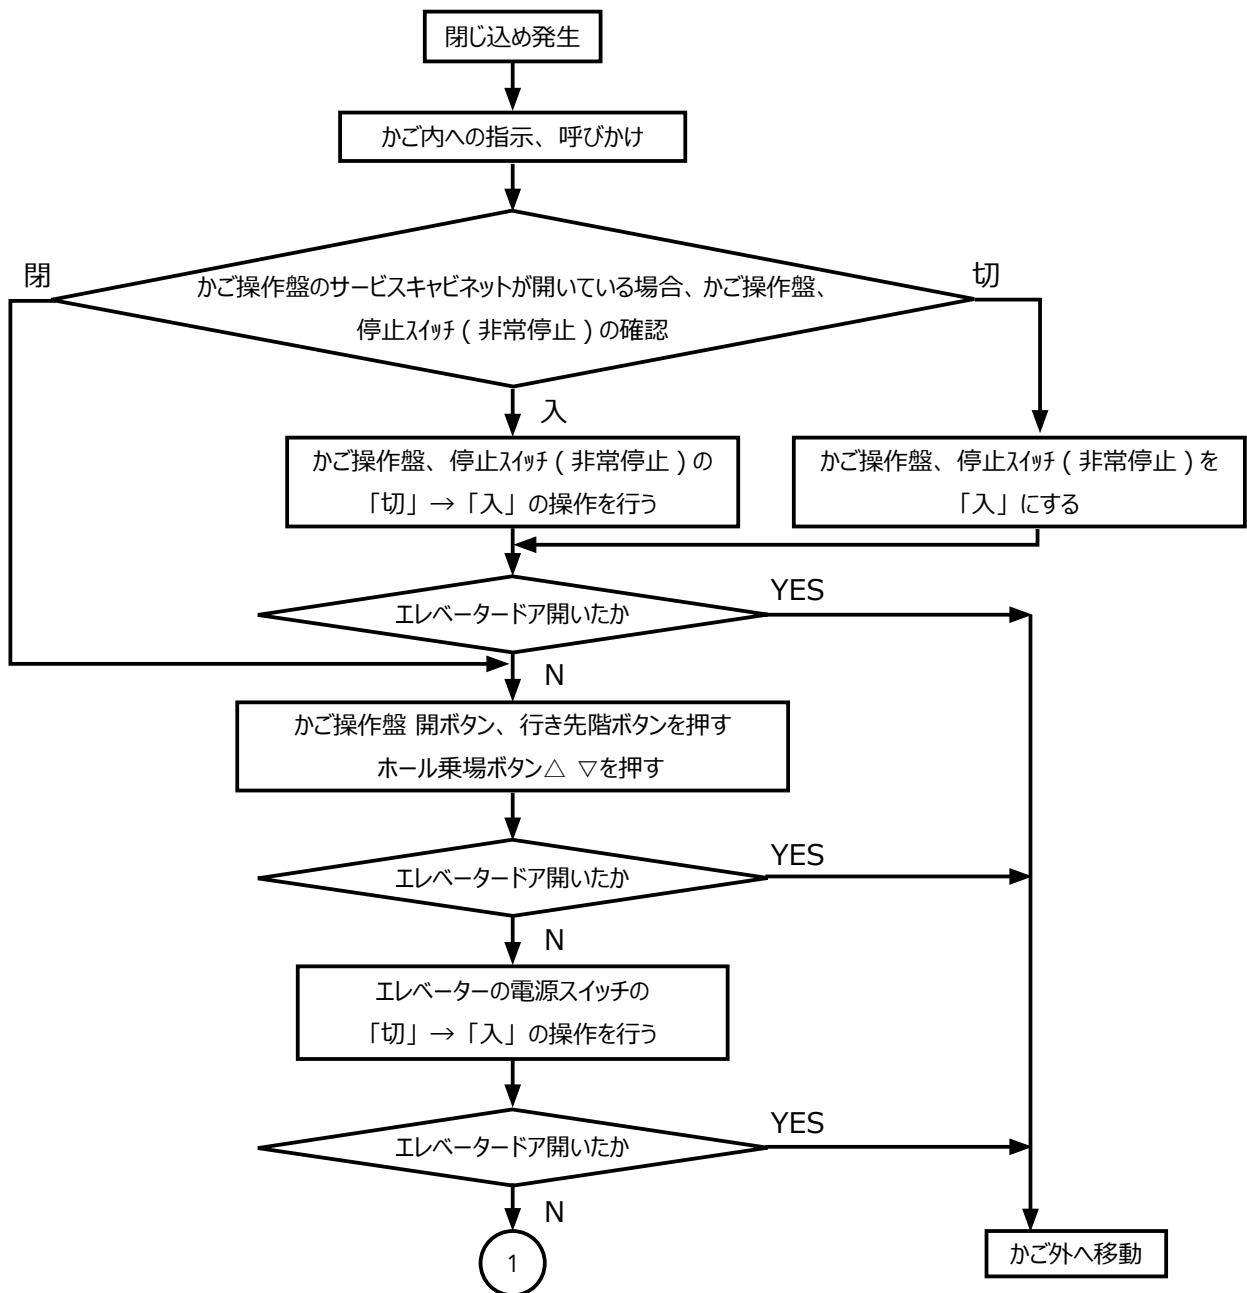 閉じ込め発生
かご内への指示、呼びかけ
閉
切
かご操作盤のサービスキャビネットが開いている場合、かご操作盤、
停止ｽｲｯﾁ ( 非常停止 ) の確認
入
かご操作盤、停止ｽｲｯﾁ ( 非常停止 ) の
「切」→「入」の操作を行う
かご操作盤、停止ｽｲｯﾁ ( 非常停止 ) を
「入」にする
エレベータードア開いたか
YES
N
かご操作盤 開ボタン、行き先階ボタンを押す
ホール乗場ボタン△ ▽を押す
エレベータードア開いたか
YES
N
エレベーターの電源スイッチの
「切」→「入」の操作を行う
エレベータードア開いたか
YES
N
1
かご外へ移動